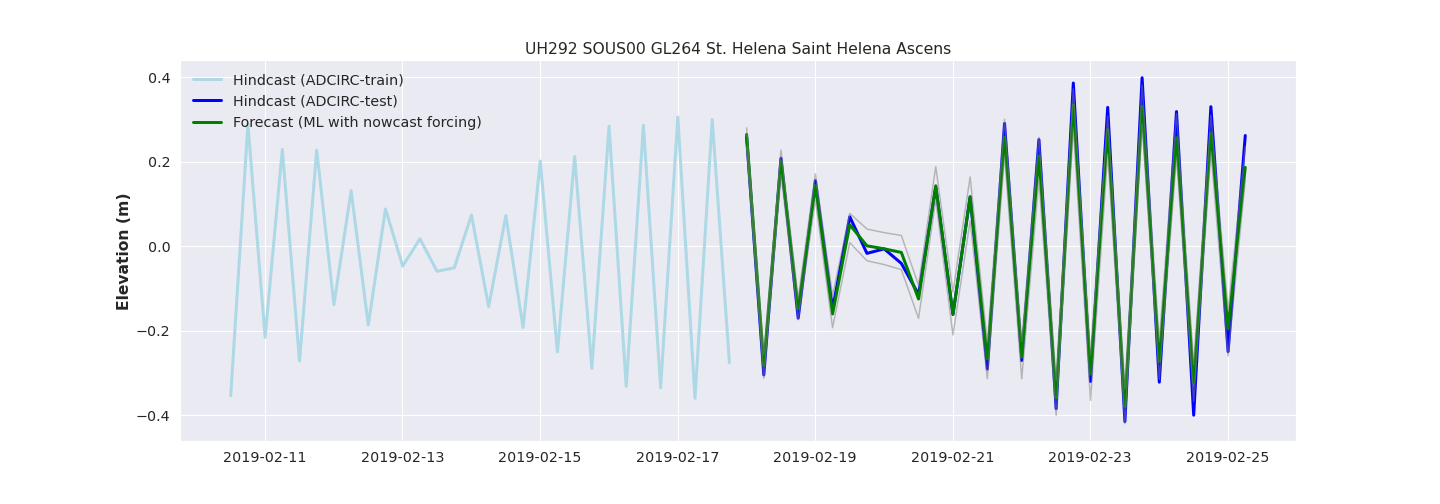 UH292 SOUS00 GL264 St. Helena Saint Helena Ascens
Hindcast (ADCIRC-train)
Hindcast (ADCIRC-test)
Forecast (ML with nowcast forcing)
Elevation (m)
0.4
0.2
0.0
−0.2
−0.4
2019-02-11
2019-02-13
2019-02-15
2019-02-17
2019-02-19
2019-02-21
2019-02-23
2019-02-25